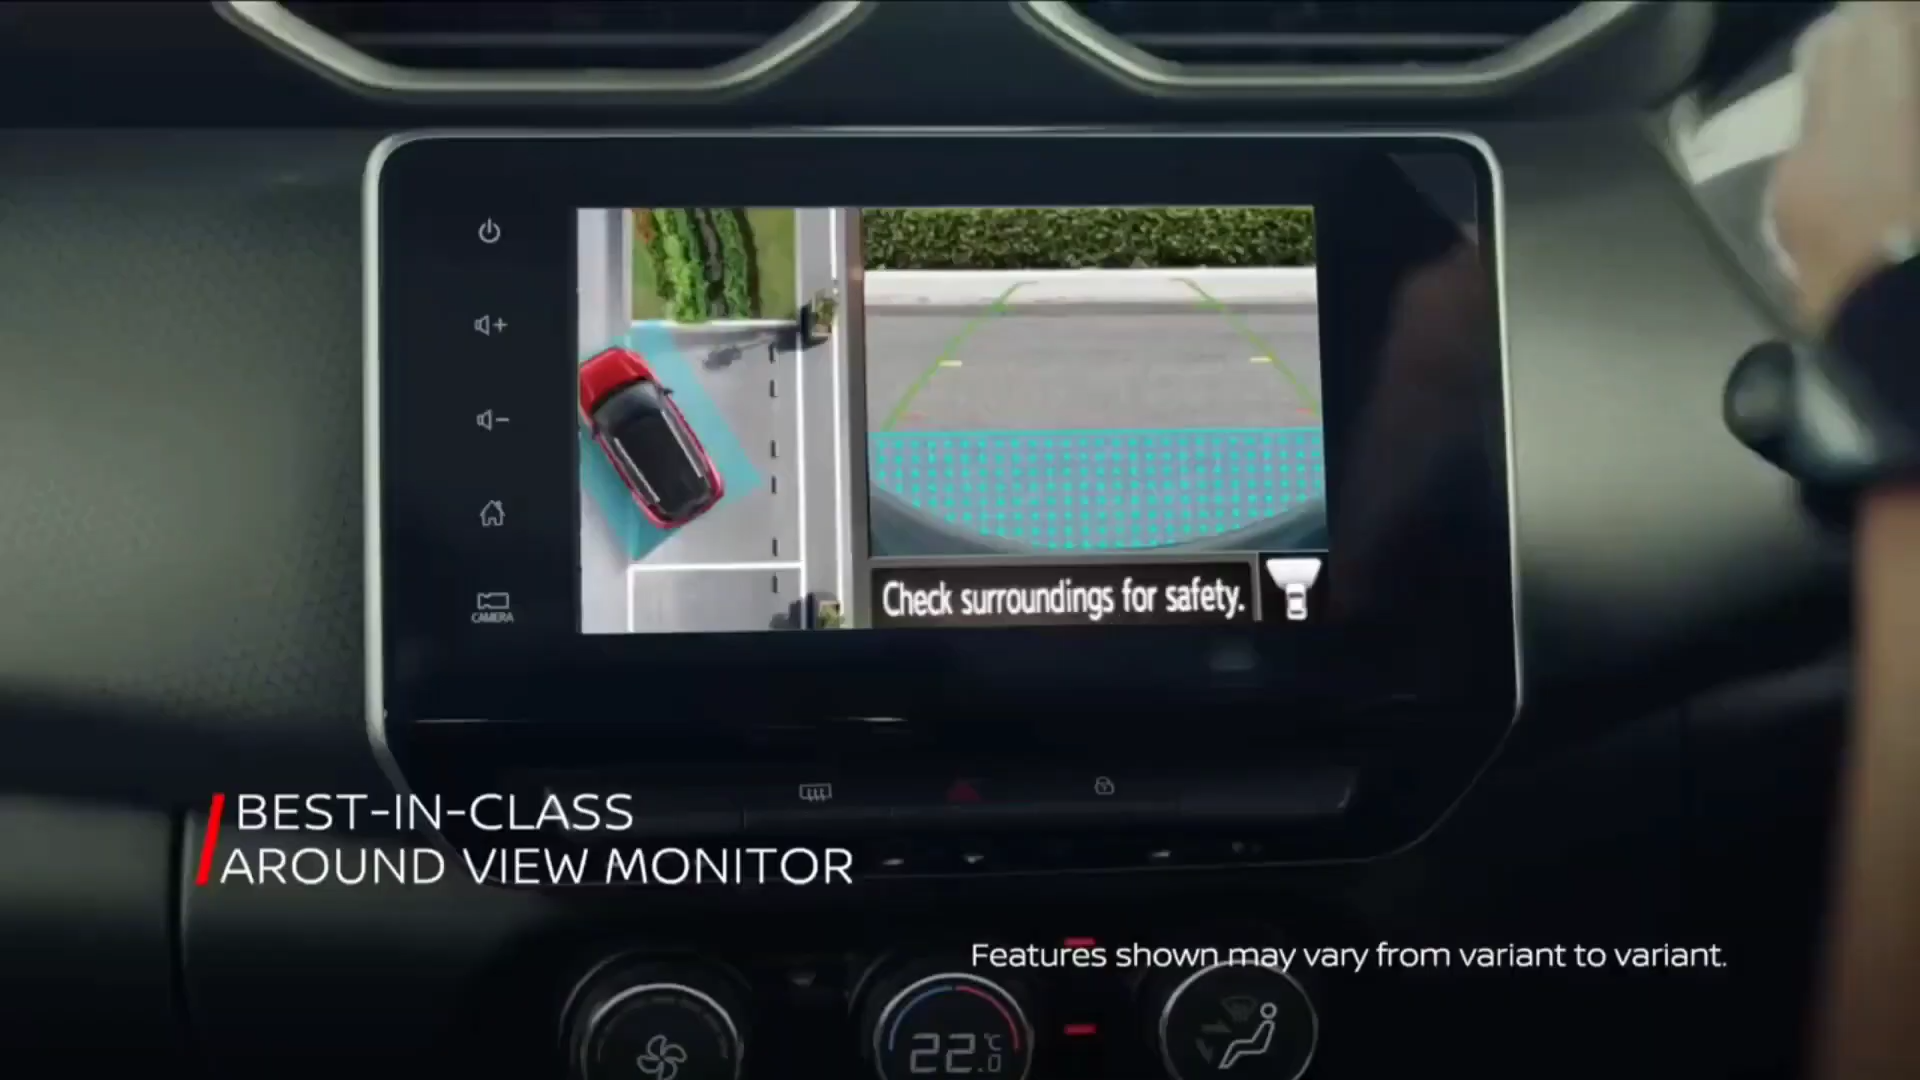 CAMERA
Check surroundings for safety.
BEST-IN-CLASS
AROUND VIEW MONITOR
Features shown may vary from variant to variant.
22.0 °C